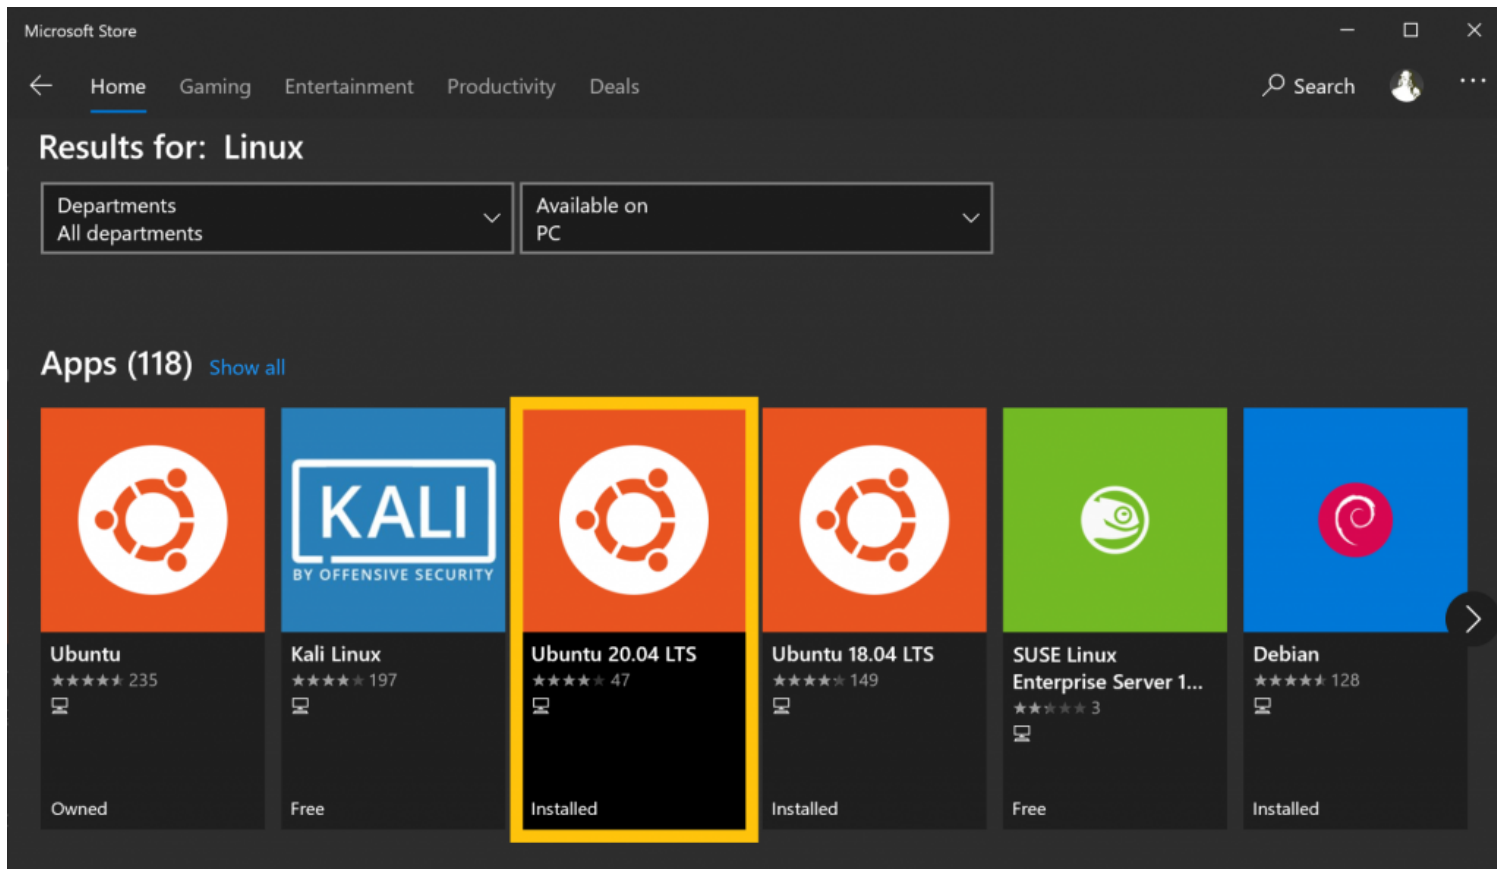 Microsoft Store
Home Gaming Entertainment Productivity Deals Search
Results for: Linux
Departments
All departments
Available on
PC
Apps (118) Show all
KALI
BY OFFENSIVE SECURITY
Ubuntu
235
Owned
Kali Linux
197
Free
Ubuntu 20.04 LTS
47
Installed
Ubuntu 18.04 LTS
149
Installed
SUSE Linux
Enterprise Server 1...
3
Free
Debian
128
Installed